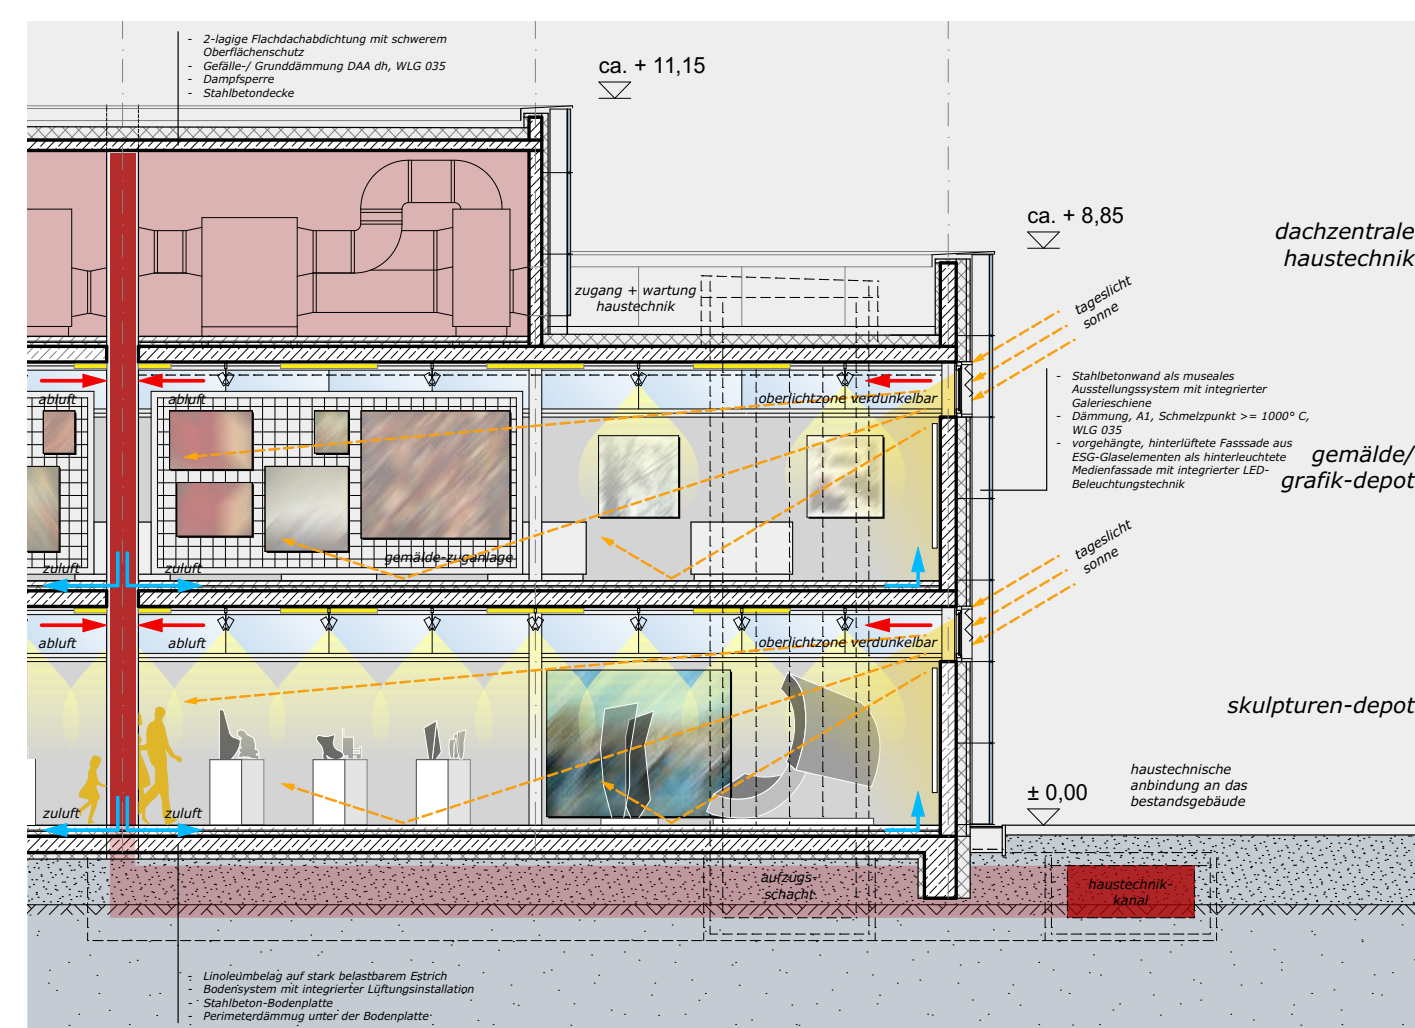 - 2-lagige Flachdachabdichtung mit schwerem
Oberflächenschutz
- Gefälle-/ Grunddämmung DAA dh, WLG 035
- Dampfsperre
- Stahlbetondecke
ca. + 11,15
ca. + 8,85
dachzentrale
haustechnik
zugang + wartung
haustechnik
tageslicht
sonne
abluft
abluft
oberlichtzone verdunkelbar
- Stahlbetonwand als museales
Ausstellungssystem mit integrierter
Galerieschiene
- Dämmung, A1, Schmelzpunkt >= 1000° C,
WLG 035
- vorgehängte, hinterlüftete Fasssade aus
ESG-Glaselementen als hinterleuchtete
Medienfassade mit integrierter LED-
Beleuchtungstechnik
gemälde/
grafik-depot
gemälde-zuganlage
zuluft
zuluft
tageslicht
sonne
abluft
abluft
oberlichtzone verdunkelbar
skulpturen-depot
haustechnische
anbindung an das
bestandsgebäude
± 0,00
zuluft
zuluft
aufzugs-
schacht
haustechnik-
kanal
- Linoleumbelag auf stark belastbarem Estrich
- Bodensystem mit integrierter Lüftungsinstallation
- Stahlbeton-Bodenplatte
- Perimeterdämmug unter der Bodenplatte